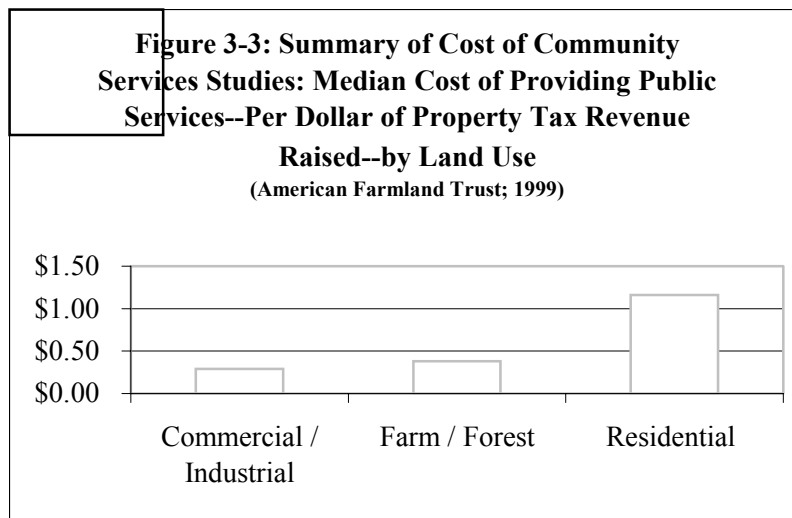 Figure 3-3: Summary of Cost of Community
Services Studies: Median Cost of Providing Public
Services--Per Dollar of Property Tax Revenue
Raised--by Land Use
(American Farmland Trust; 1999)
$1.50
$1.00
$0.50
$0.00
Commercial /
Industrial
Farm / Forest
Residential